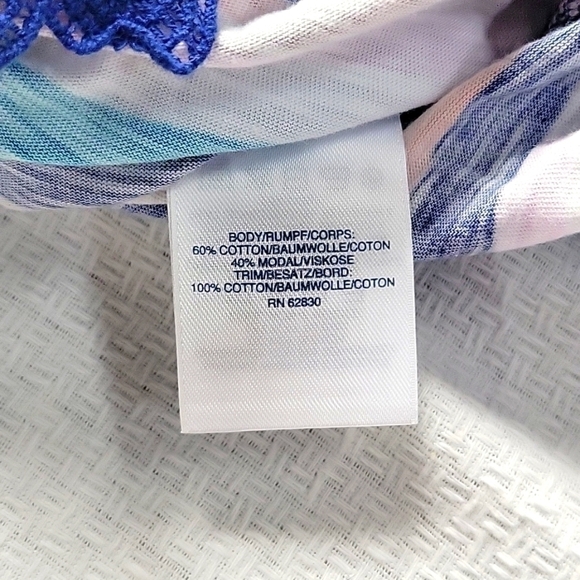 BODY/RUMPF/CORPS:
60% COTTON/BAUMWOLLE/COTON
40% MODAL/VISKOSE
TRIM/BESATZ/BORD:
100% COTTON/BAUMWOLLE/COTON
RN 62830